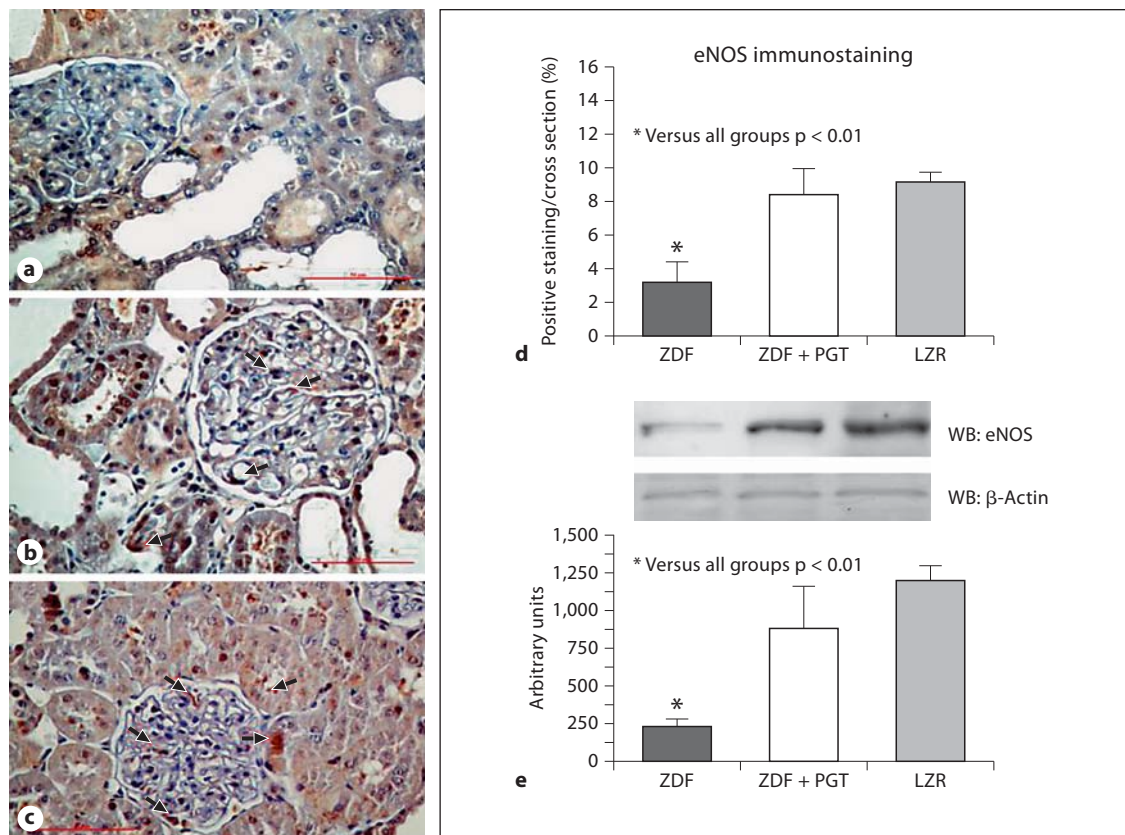 a
b
c
eNOS immunostaining
Positive staining/cross section (%)
16
14
12
10
8
6
4
2
0
* Versus all groups p < 0.01
*
ZDF
ZDF + PGT
LZR
d
WB: eNOS
WB: β-Actin
Arbitrary units
1,500
1,250
1,000
750
500
250
0
* Versus all groups p < 0.01
*
ZDF
ZDF + PGT
LZR
e